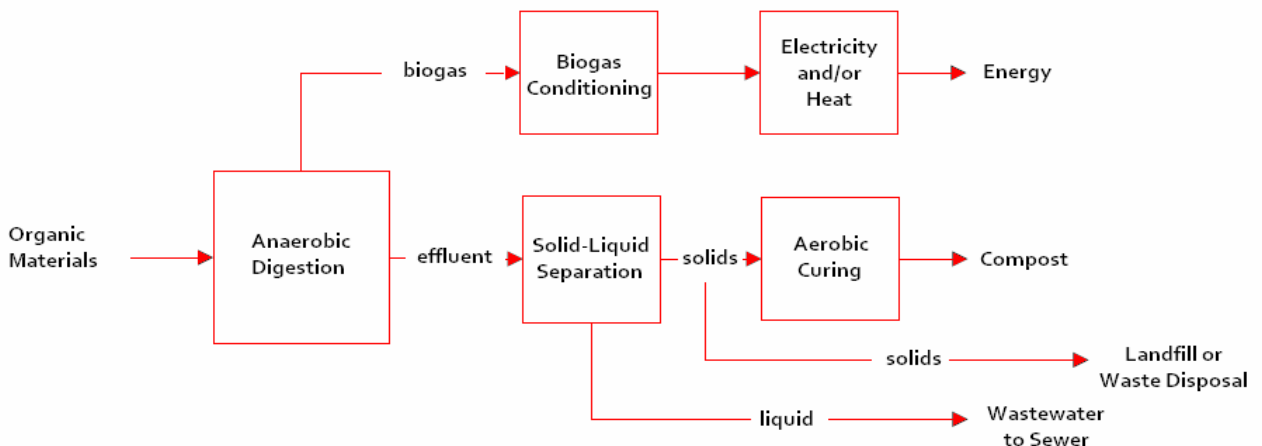 Electricity
and/or
Heat
Biogas
Conditioning
biogas
Energy
Organic
Materials
Anaerobic
Digestion
effluent
Solid-Liquid
Separation
solids
Aerobic
Curing
Compost
solids
Landfill or
Waste Disposal
liquid
Wastewater
to Sewer